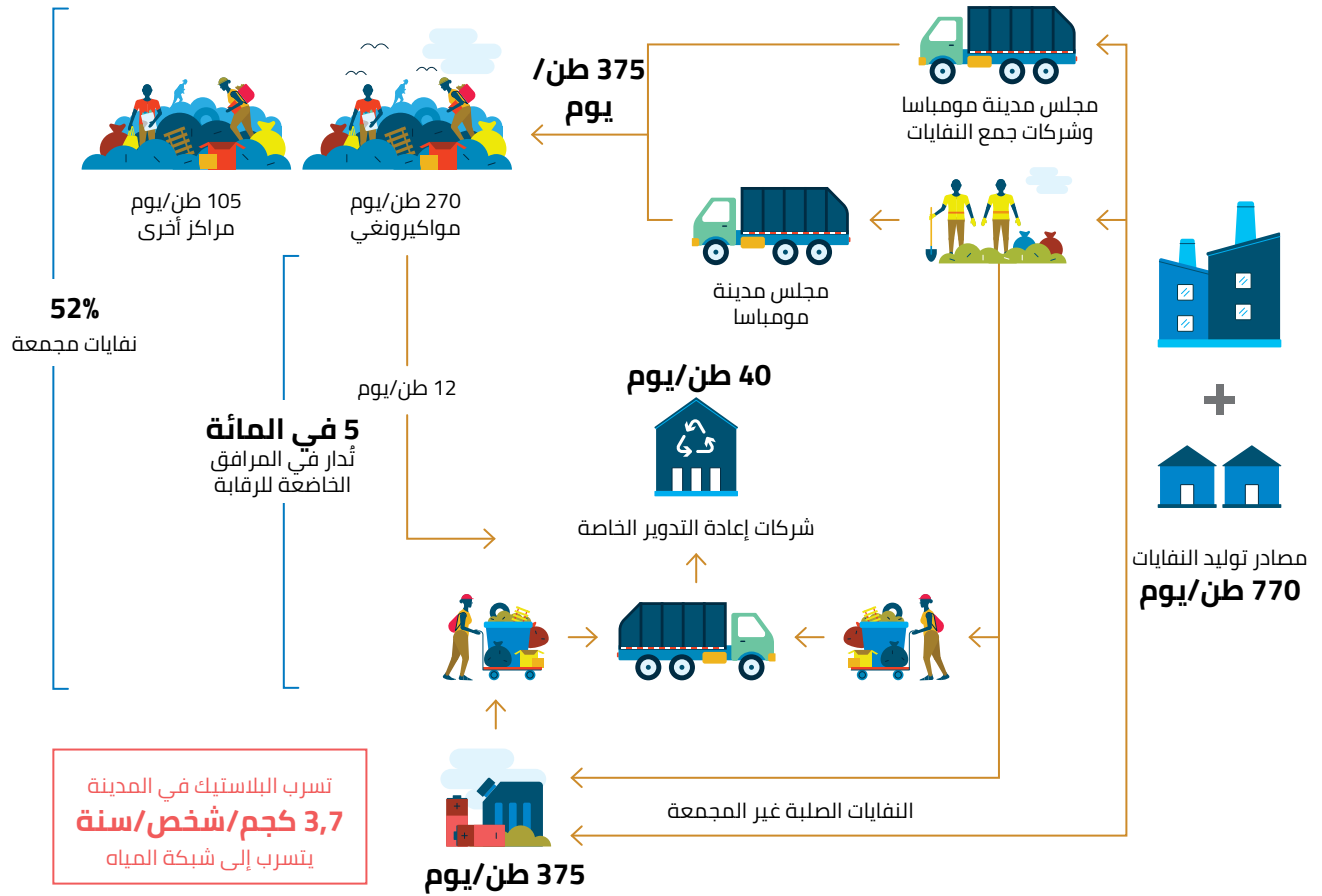 مجلس مدينة مومباسا
وشركات جمع النفايات
375 طن/
يوم
270 طن/يوم
مواكيرونغي
105 طن/يوم
مراكز أخرى
مجلس مدينة
مومباسا
52%
نفايات مجمعة
12 طن/يوم
40 طن/يوم
شركات إعادة التدوير الخاصة
5 في المائة
تُدار في المرافق
الخاضعة للرقابة
مصادر توليد النفايات
770 طن/يوم
النفايات الصلبة غير المجمعة
375 طن/يوم
تسرب البلاستيك في المدينة
3,7 كجم/شخص/سنة
يتسرب إلى شبكة المياه